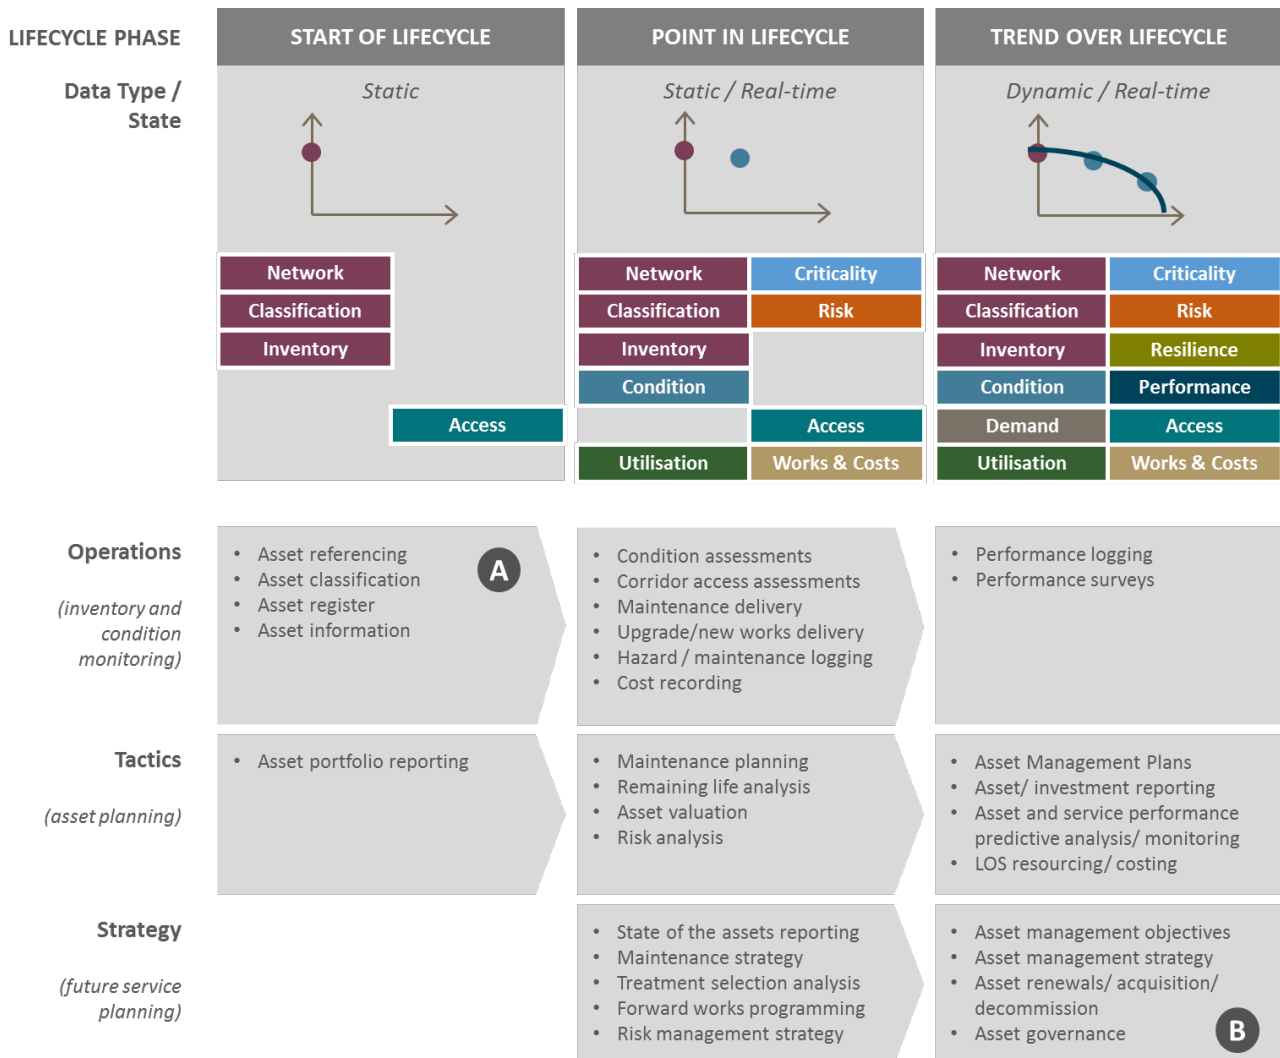 LIFECYCLE PHASE
START OF LIFECYCLE
POINT IN LIFECYCLE
TREND OVER LIFECYCLE
Data Type /
State
Static
Static / Real-time
Dynamic / Real-time
Network
Classification
Inventory
Access
Network
Criticality
Classification
Risk
Inventory
Condition
Access
Utilisation
Works & Costs
Network
Criticality
Classification
Risk
Inventory
Resilience
Condition
Performance
Demand
Access
Utilisation
Works & Costs
Operations
(inventory and
condition
monitoring)
• Asset referencing
• Asset classification
• Asset register
• Asset information
A
• Condition assessments
• Corridor access assessments
• Maintenance delivery
• Upgrade/new works delivery
• Hazard / maintenance logging
• Cost recording
• Performance logging
• Performance surveys
Tactics
(asset planning)
• Asset portfolio reporting
• Maintenance planning
• Remaining life analysis
• Asset valuation
• Risk analysis
• Asset Management Plans
• Asset/ investment reporting
• Asset and service performance
predictive analysis/ monitoring
• LOS resourcing/ costing
Strategy
(future service
planning)
• State of the assets reporting
• Maintenance strategy
• Treatment selection analysis
• Forward works programming
• Risk management strategy
• Asset management objectives
• Asset management strategy
• Asset renewals/ acquisition/
decommission
• Asset governance
B